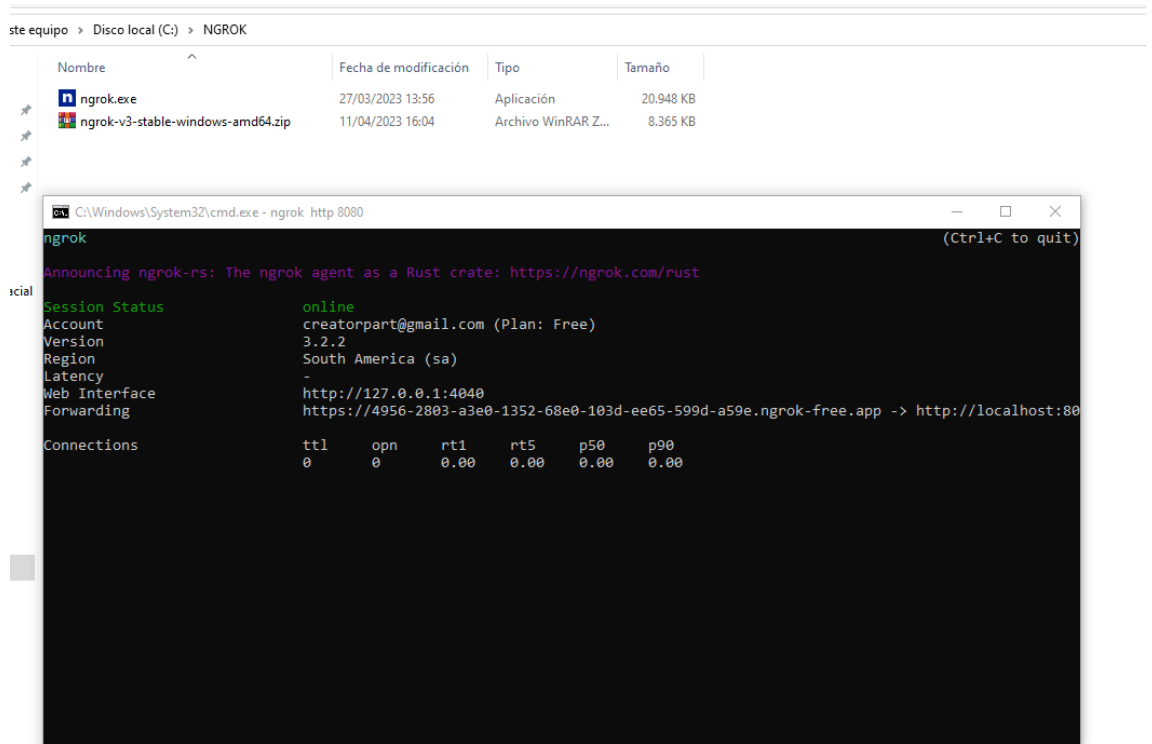 ste equipo > Disco local (C:) > NGROK
Nombre Fecha de modificación Tipo Tamaño
ngrok.exe 27/03/2023 13:56 Aplicación 20.948 KB
ngrok-v3-stable-windows-amd64.zip 11/04/2023 16:04 Archivo WinRAR Z... 8.365 KB
C:\Windows\System32\cmd.exe - ngrok http 8080
ngrok (Ctrl+C to quit)
Announcing ngrok-rs: The ngrok agent as a Rust crate: https://ngrok.com/rust
acial
Session Status online
Account creatorpart@gmail.com (Plan: Free)
Version 3.2.2
Region South America (sa)
Latency -
Web Interface http://127.0.0.1:4040
Forwarding https://4956-2803-a3e0-1352-68e0-103d-ee65-599d-a59e.ngrok-free.app -> http://localhost:80
Connections ttl opn rt1 rt5 p50 p90
0 0 0.00 0.00 0.00 0.00